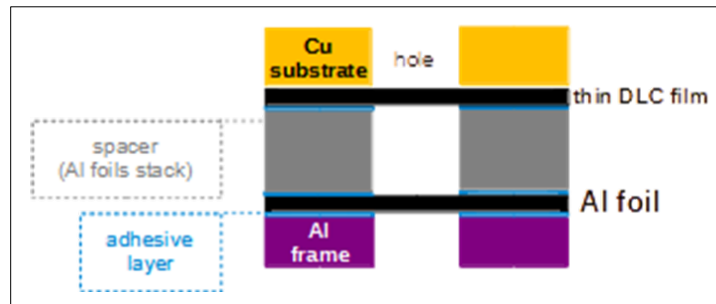 Cu
substrate
hole
thin DLC film
spacer
(Al foils stack)
Al foil
adhesive
layer
Al
frame